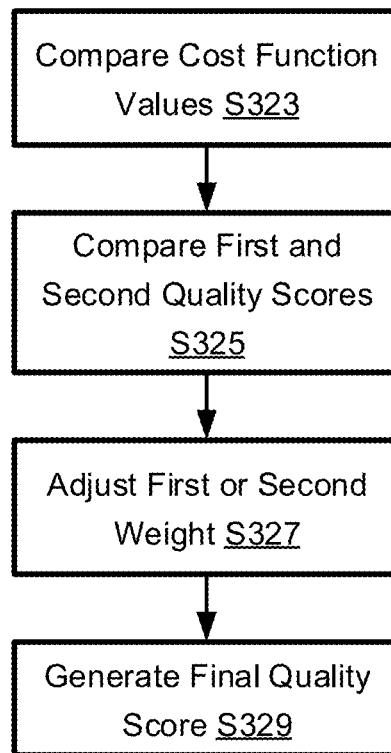 Compare Cost Function
Values S323
Compare First and
Second Quality Scores
S325
Adjust First or Second
Weight S327
Generate Final Quality
Score S329